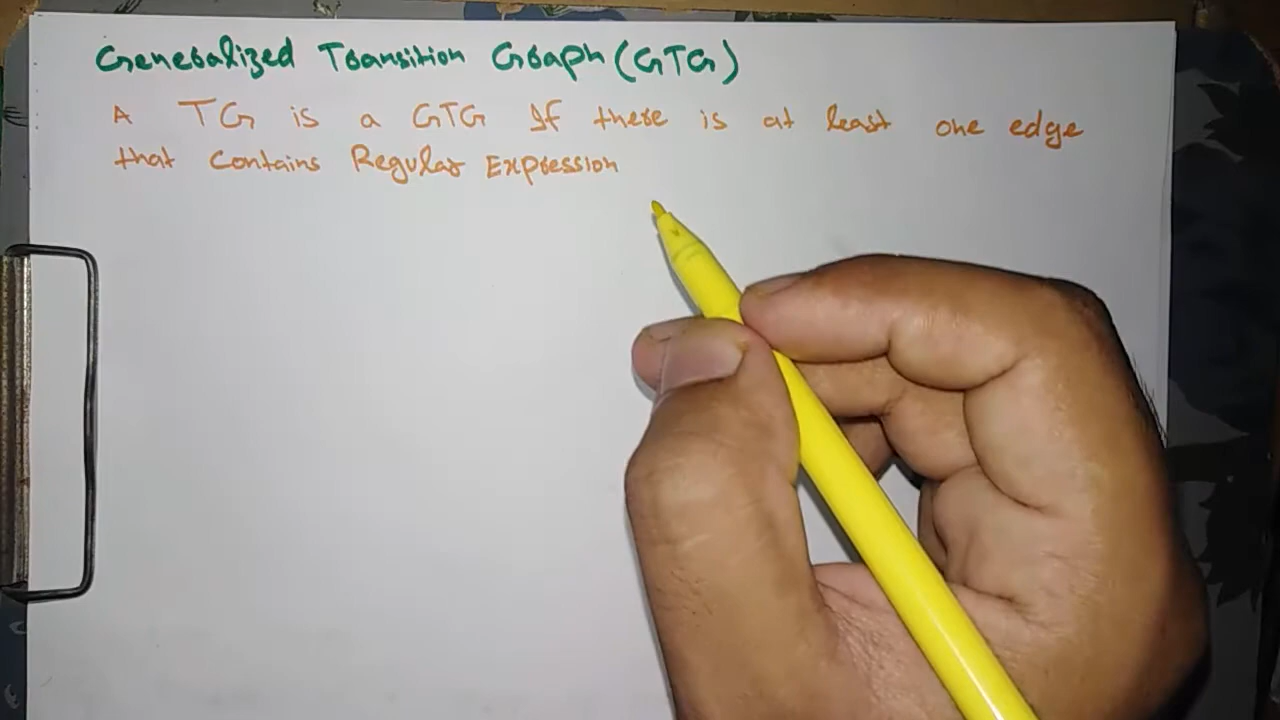 Generalized Transition Graph (GTG)
A TG is a GTG If there is at least one edge
that Contains Regular Expression